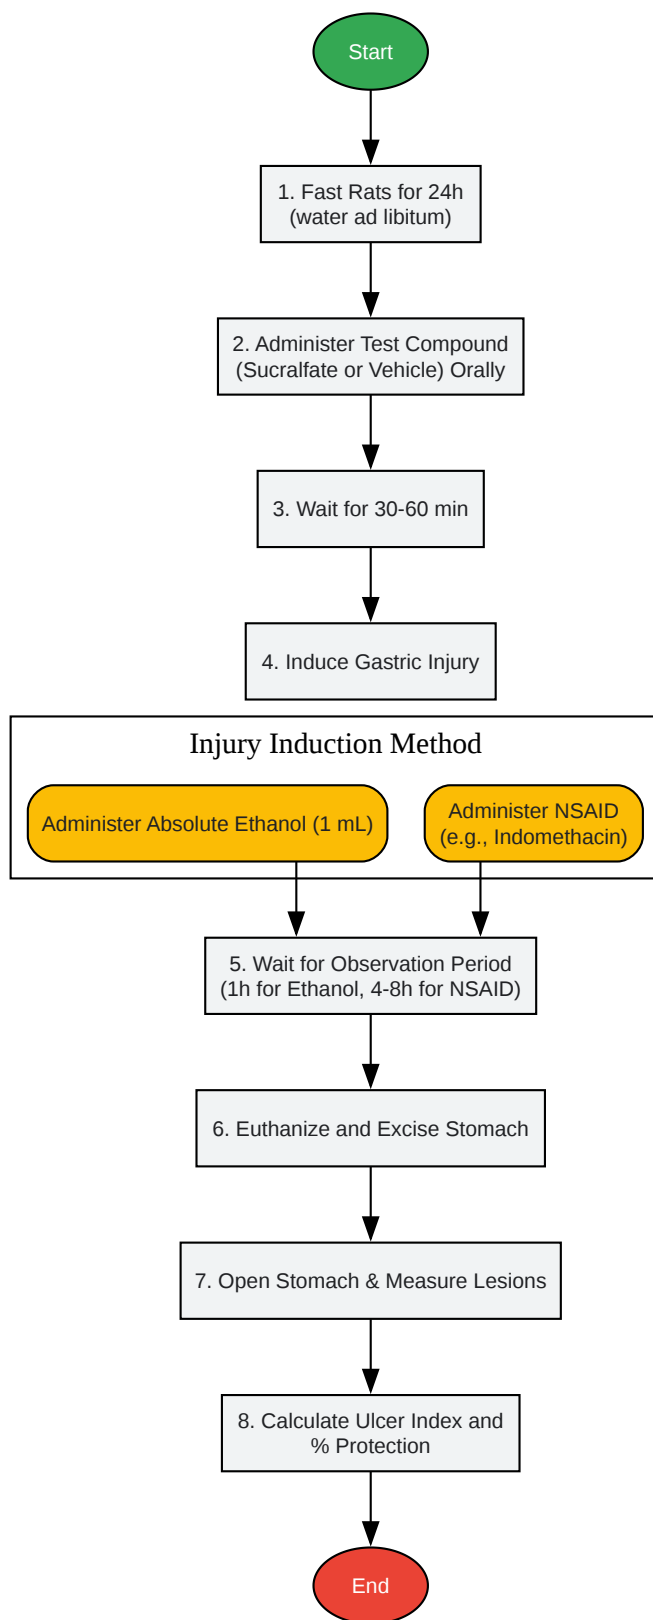 Start
1. Fast Rats for 24h
(water ad libitum)
2. Administer Test Compound
(Sucralfate or Vehicle) Orally
3. Wait for 30-60 min
4. Induce Gastric Injury
Injury Induction Method
Administer Absolute Ethanol (1 mL)
Administer NSAID
(e.g., Indomethacin)
5. Wait for Observation Period
(1h for Ethanol, 4-8h for NSAID)
6. Euthanize and Excise Stomach
7. Open Stomach & Measure Lesions
8. Calculate Ulcer Index and
% Protection
End